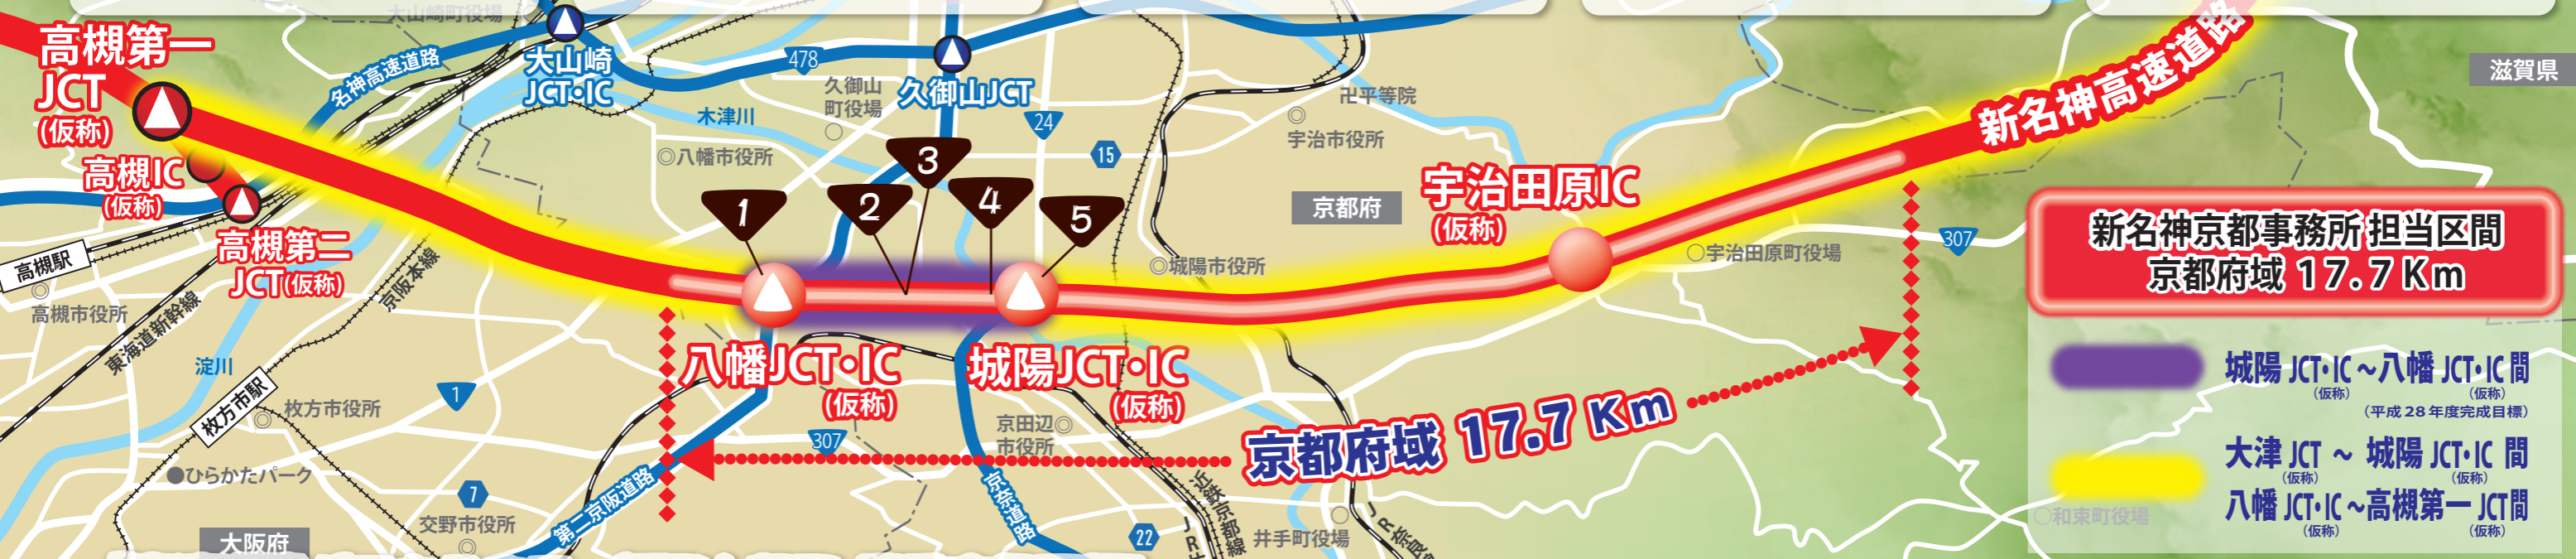 大山崎町役場
高槻第一
JCT
(仮称)
名神高速道路
大山崎
JCT・IC
478
久御山
町役場
久御山JCT
木津川
24
15
卍平等院
宇治市役所
新名神高速道路
滋賀県
高槻IC
(仮称)
八幡市役所
1
2
3
4
5
京都府
宇治田原IC
(仮称)
宇治田原町役場
307
新名神京都事務所 担当区間
京都府域 17.7Km
高槻第二
JCT(仮称)
高槻駅
高槻市役所
東海道新幹線
京阪本線
城陽市役所
淀川
枚方市駅
枚方市役所
1
八幡JCT・IC
(仮称)
城陽JCT・IC
(仮称)
京都府域 17.7Km
城陽JCT・IC～八幡JCT・IC間
(仮称) (仮称)
(平成28年度完成目標)
大津JCT ～ 城陽JCT・IC 間
(仮称) (仮称)
八幡JCT・IC～高槻第一JCT間
(仮称) (仮称)
ひらかたパーク
307
京田辺
市役所
7
交野市役所
第二京阪道路
京奈道路
近鉄京都線
JR
22
井手町役場
JR奈良
和束町役場
大阪府